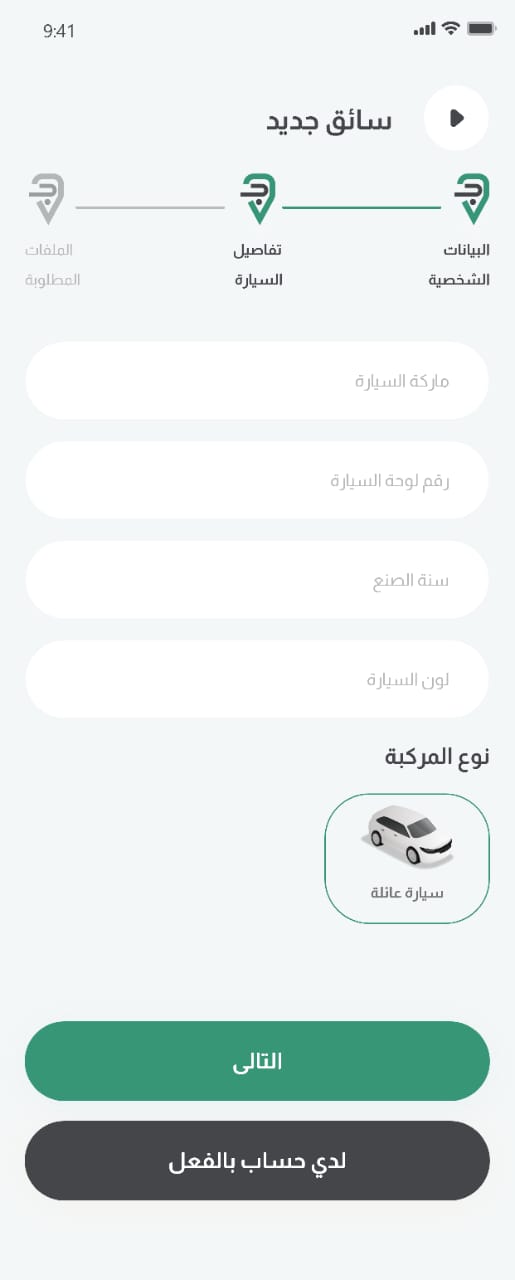 9:41
سائق جديد
البيانات
الشخصية
تفاصيل
السيارة
الملفات
المطلوبة
ماركة السيارة
رقم لوحة السيارة
سنة الصنع
لون السيارة
نوع المركبة
سيارة عائلة
التالى
لدي حساب بالفعل